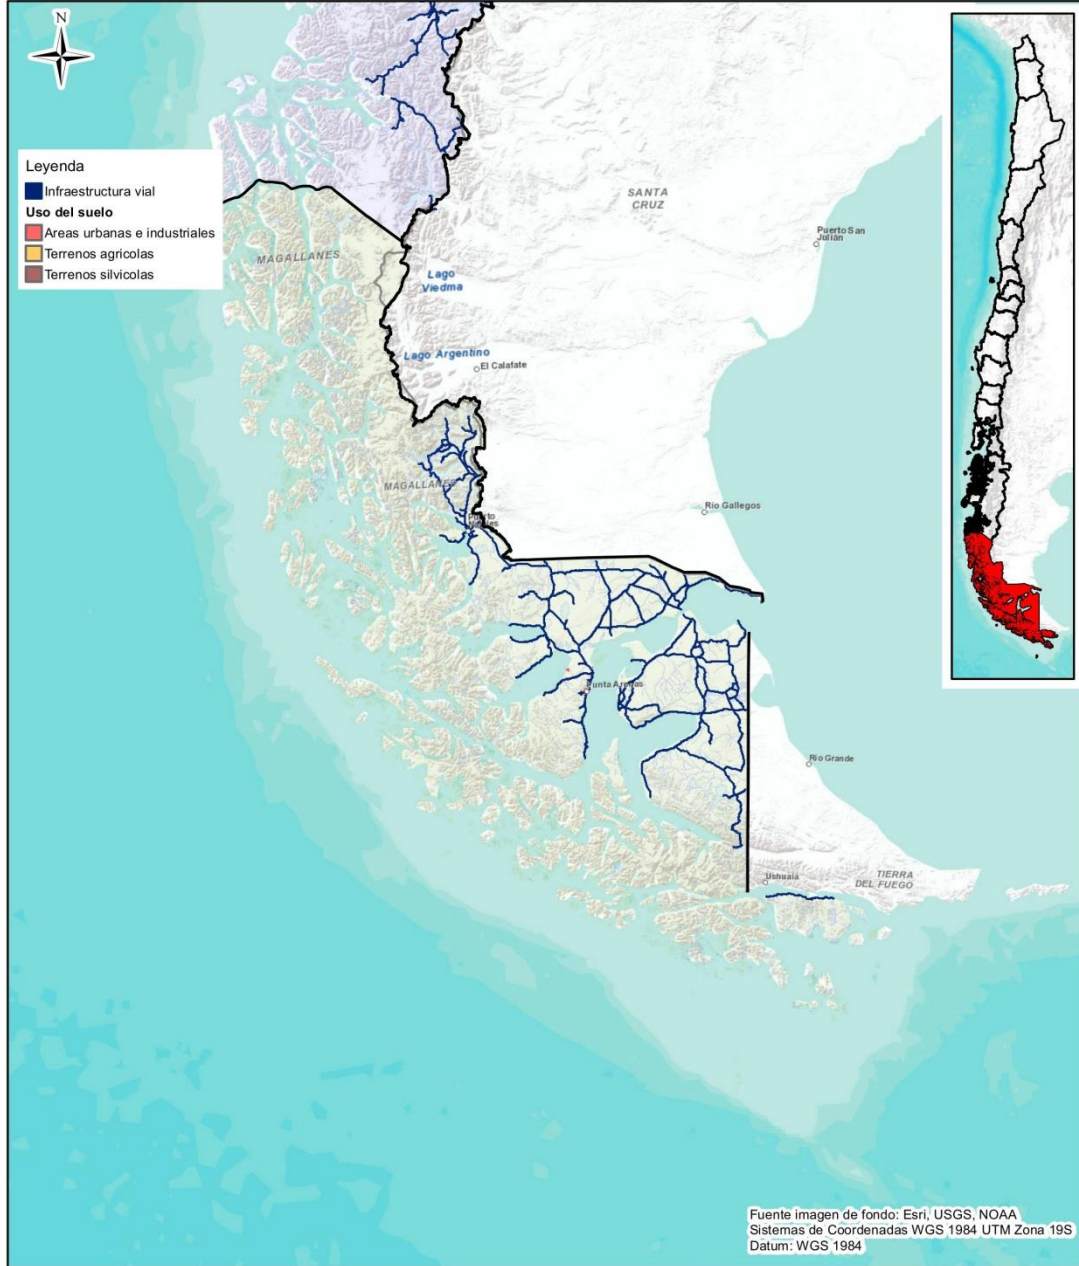 N
Leyenda
Infraestructura vial
Uso del suelo
Areas urbanas e industriales
Terrenos agricolas
Terrenos silvicolas
SANTA
CRUZ
Puerto San
Julián
MAGALLANES
Lago
Viedma
Lago Argentino
El Calafate
MAGALLANES
Puerto
Natales
Rio Gallegos
Punta Arenas
Rio Grande
Ushuaia
TIERRA
DEL FUEGO
Fuente imagen de fondo: Esri, USGS, NOAA
Sistemas de Coordenadas WGS 1984 UTM Zona 19S
Datum: WGS 1984